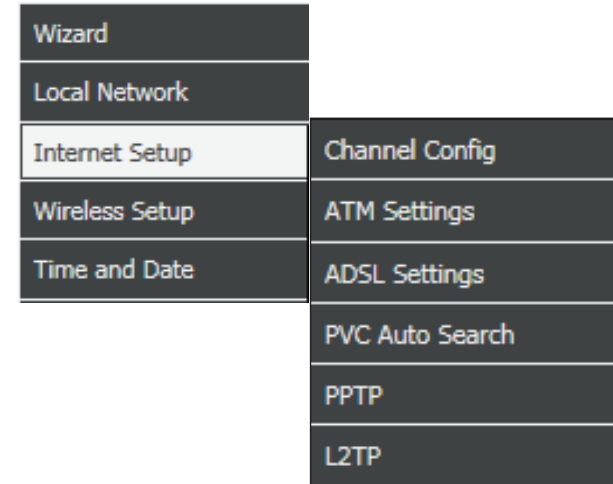 Wizard
Local Network
Internet Setup
Wireless Setup
Time and Date
Channel Config
ATM Settings
ADSL Settings
PVC Auto Search
PPTP
L2TP